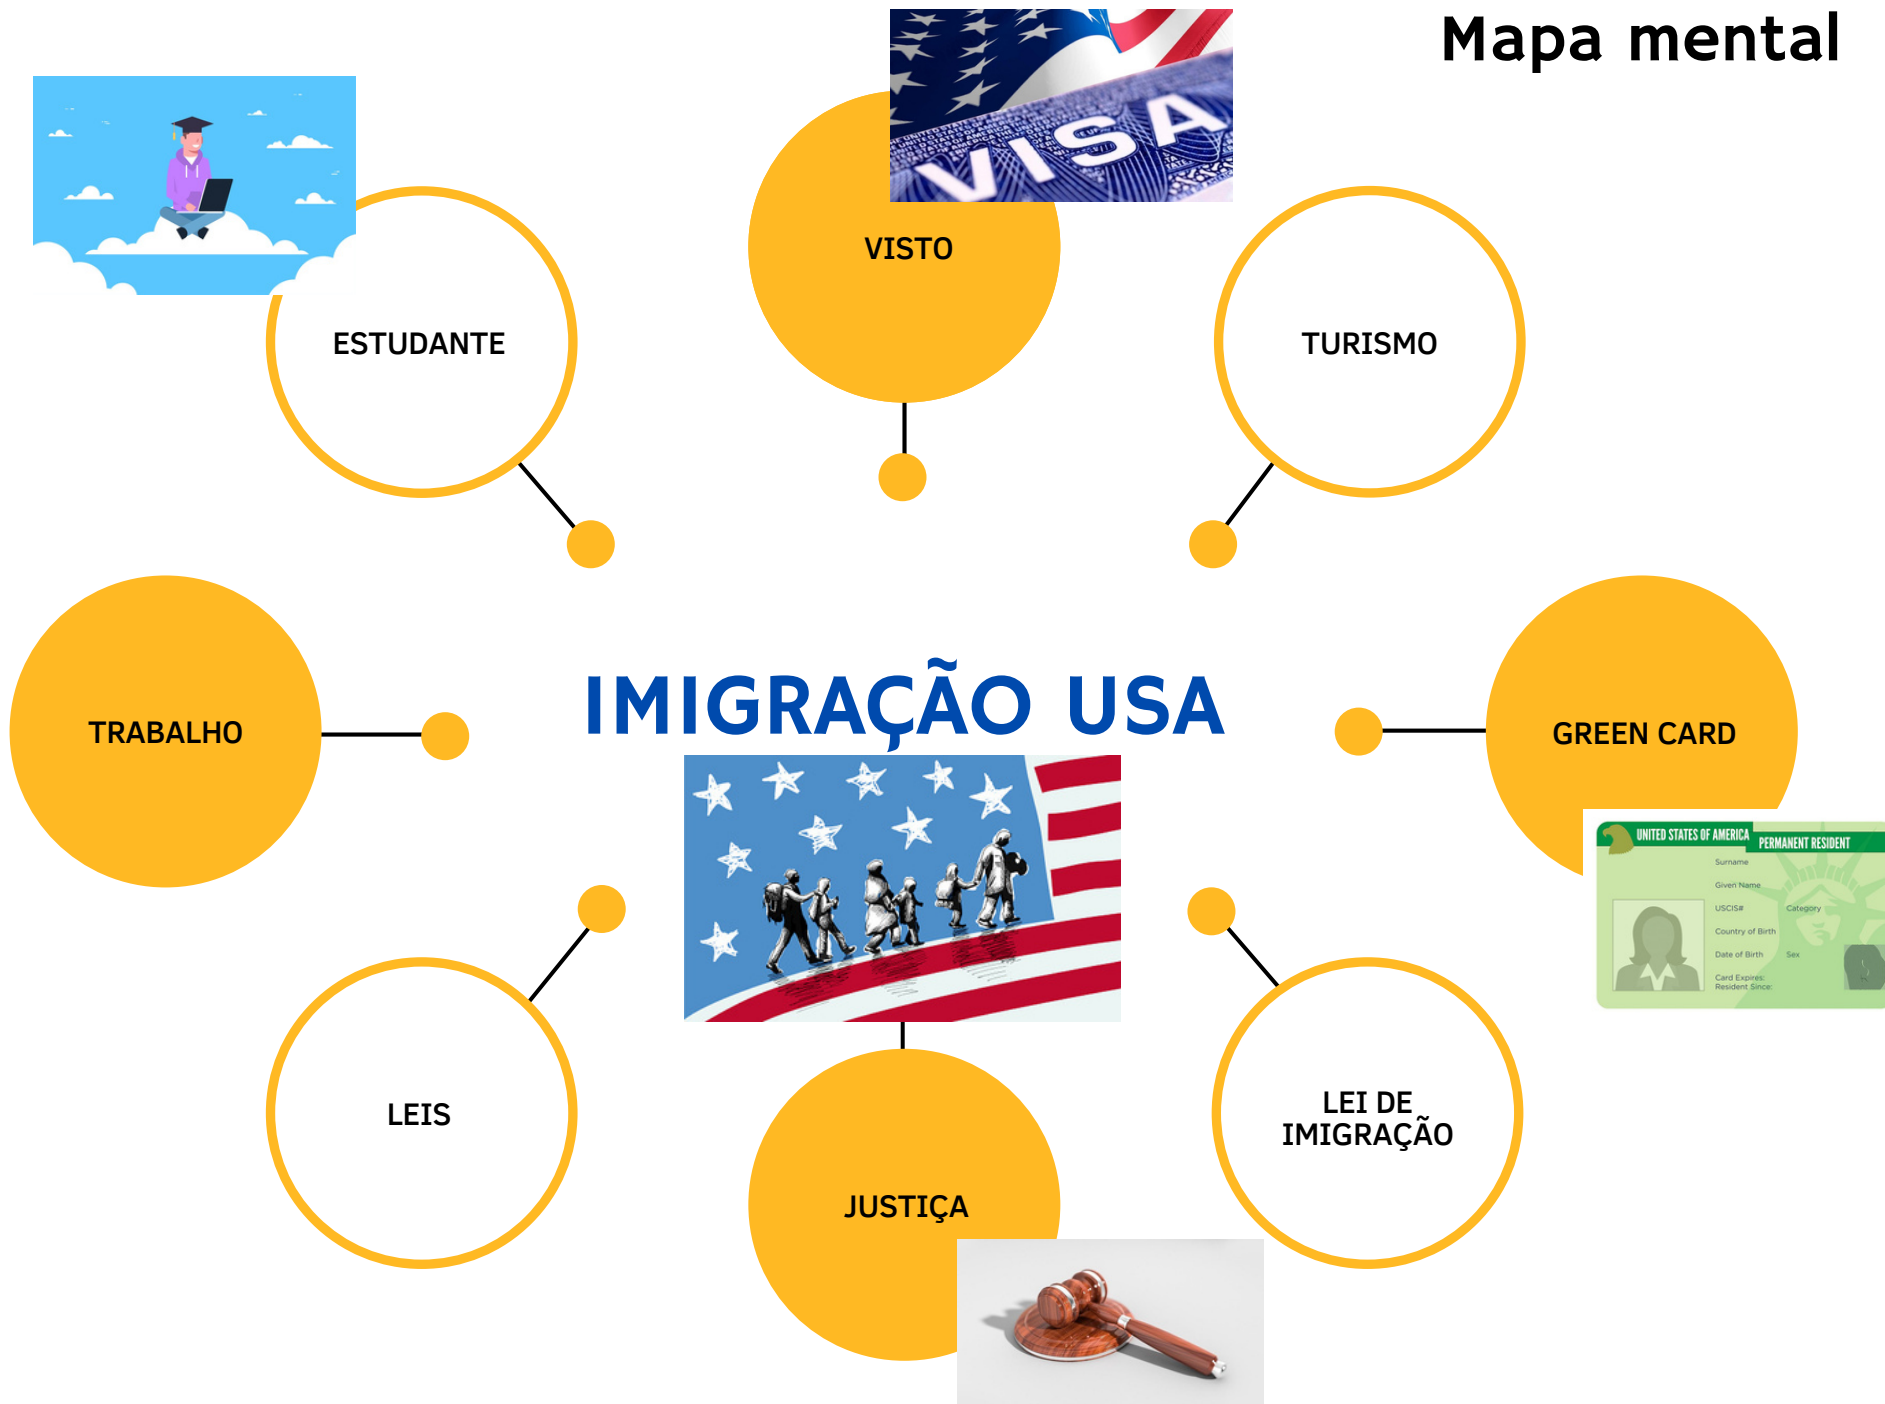 Mapa mental
VISA
VISTO
ESTUDANTE
TURISMO
TRABALHO
IMIGRAÇÃO USA
GREEN CARD
UNITED STATES OF AMERICA
PERMANENT RESIDENT
Surname
Given Name
USCIS# Category
Country of Birth
Date of Birth Sex
Card Expires:
Resident Since:
LEIS
LEI DE
IMIGRAÇÃO
JUSTIÇA